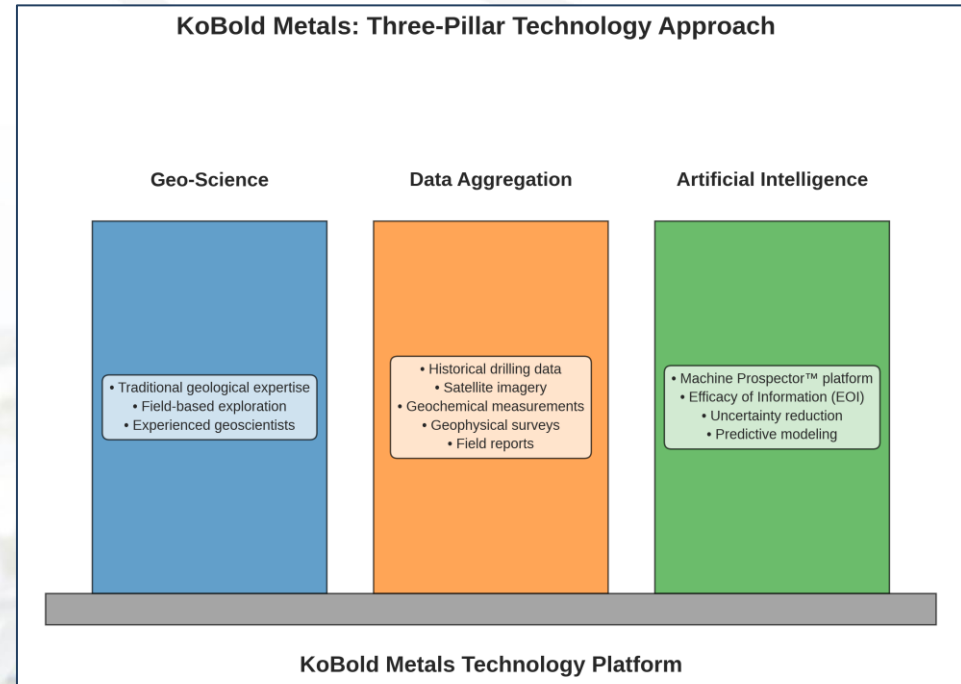 KoBold Metals: Three-Pillar Technology Approach
Geo-Science
Data Aggregation
Artificial Intelligence
• Traditional geological expertise
• Field-based exploration
• Experienced geoscientists
• Historical drilling data
• Satellite imagery
• Geochemical measurements
• Geophysical surveys
• Field reports
• Machine Prospector™ platform
• Efficacy of Information (EOI)
• Uncertainty reduction
• Predictive modeling
KoBold Metals Technology Platform